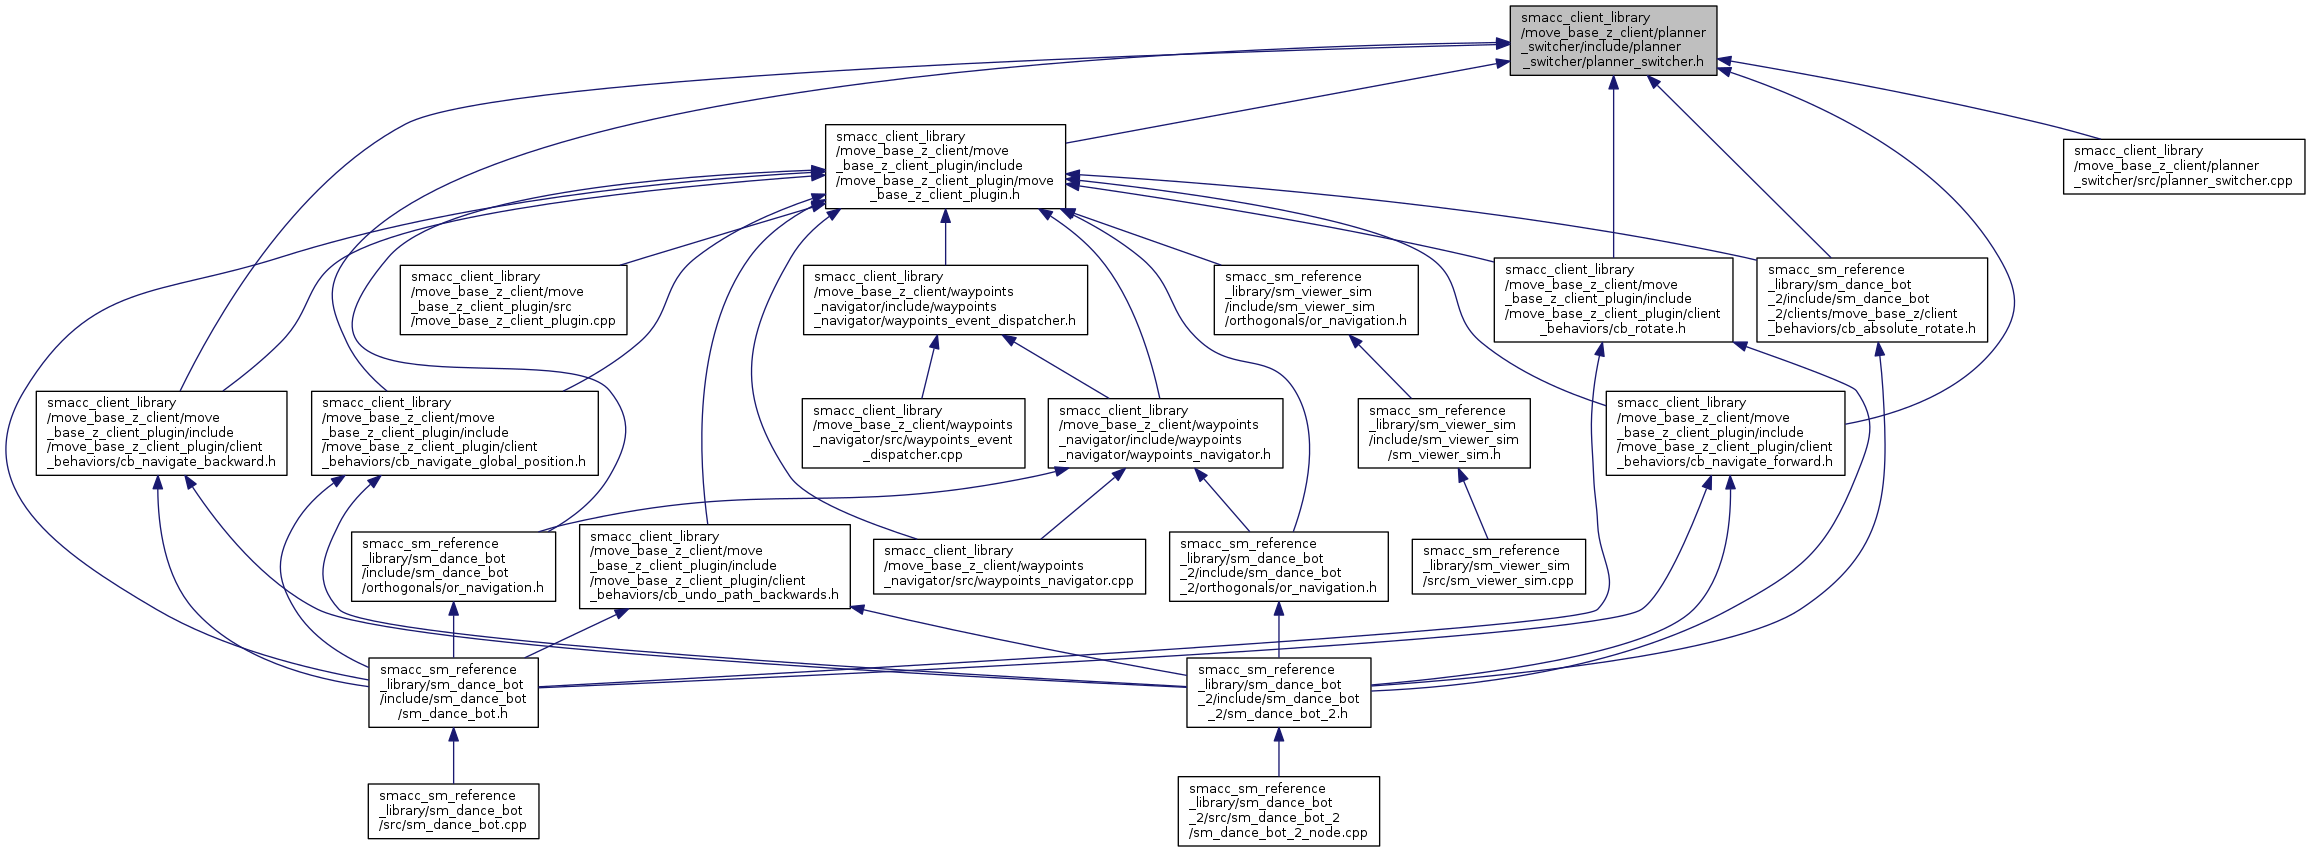 smacc_client_library
/move_base_z_client/planner
_switcher/include/planner
_switcher/planner_switcher.h
smacc_client_library
/move_base_z_client/move
_base_z_client_plugin/include
/move_base_z_client_plugin/move
_base_z_client_plugin.h
smacc_client_library
/move_base_z_client/planner
_switcher/src/planner_switcher.cpp
smacc_client_library
/move_base_z_client/move
_base_z_client_plugin/src
/move_base_z_client_plugin.cpp
smacc_client_library
/move_base_z_client/waypoints
_navigator/include/waypoints
_navigator/waypoints_event_dispatcher.h
smacc_sm_reference
_library/sm_viewer_sim
/include/sm_viewer_sim
/orthogonals/or_navigation.h
smacc_client_library
/move_base_z_client/move
_base_z_client_plugin/include
/move_base_z_client_plugin/client
_behaviors/cb_rotate.h
smacc_sm_reference
_library/sm_dance_bot
_2/include/sm_dance_bot
_2/clients/move_base_z/client
_behaviors/cb_absolute_rotate.h
smacc_client_library
/move_base_z_client/move
_base_z_client_plugin/include
/move_base_z_client_plugin/client
_behaviors/cb_navigate_backward.h
smacc_client_library
/move_base_z_client/move
_base_z_client_plugin/include
/move_base_z_client_plugin/client
_behaviors/cb_navigate_global_position.h
smacc_client_library
/move_base_z_client/waypoints
_navigator/src/waypoints_event
_dispatcher.cpp
smacc_client_library
/move_base_z_client/waypoints
_navigator/include/waypoints
_navigator/waypoints_navigator.h
smacc_sm_reference
_library/sm_viewer_sim
/include/sm_viewer_sim
/sm_viewer_sim.h
smacc_client_library
/move_base_z_client/move
_base_z_client_plugin/include
/move_base_z_client_plugin/client
_behaviors/cb_navigate_forward.h
smacc_sm_reference
_library/sm_dance_bot
/include/sm_dance_bot
/orthogonals/or_navigation.h
smacc_client_library
/move_base_z_client/move
_base_z_client_plugin/include
/move_base_z_client_plugin/client
_behaviors/cb_undo_path_backwards.h
smacc_client_library
/move_base_z_client/waypoints
_navigator/src/waypoints_navigator.cpp
smacc_sm_reference
_library/sm_dance_bot
_2/include/sm_dance_bot
_2/orthogonals/or_navigation.h
smacc_sm_reference
_library/sm_viewer_sim
/src/sm_viewer_sim.cpp
smacc_sm_reference
_library/sm_dance_bot
/include/sm_dance_bot
/sm_dance_bot.h
smacc_sm_reference
_library/sm_dance_bot
_2/include/sm_dance_bot
_2/sm_dance_bot_2.h
smacc_sm_reference
_library/sm_dance_bot
/src/sm_dance_bot.cpp
smacc_sm_reference
_library/sm_dance_bot
_2/src/sm_dance_bot_2
/sm_dance_bot_2_node.cpp